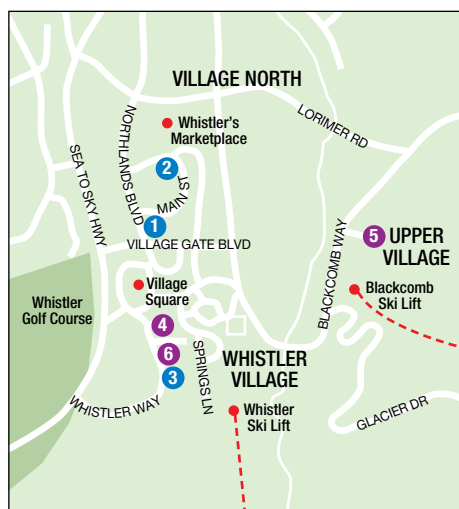 VILLAGE NORTH
NORTHLANDS BLVD
Whistler's
Marketplace
LORIMER RD
SEA TO SKY HWY
2
MAIN ST
1
VILLAGE GATE BLVD
5
UPPER
VILLAGE
BLACKCOMB WAY
Blackcomb
Ski Lift
Village
Square
Whistler
Golf Course
4
6
3
SPRINGS LN
WHISTLER
VILLAGE
WHISTLER WAY
Whistler
Ski Lift
GLACIER DR